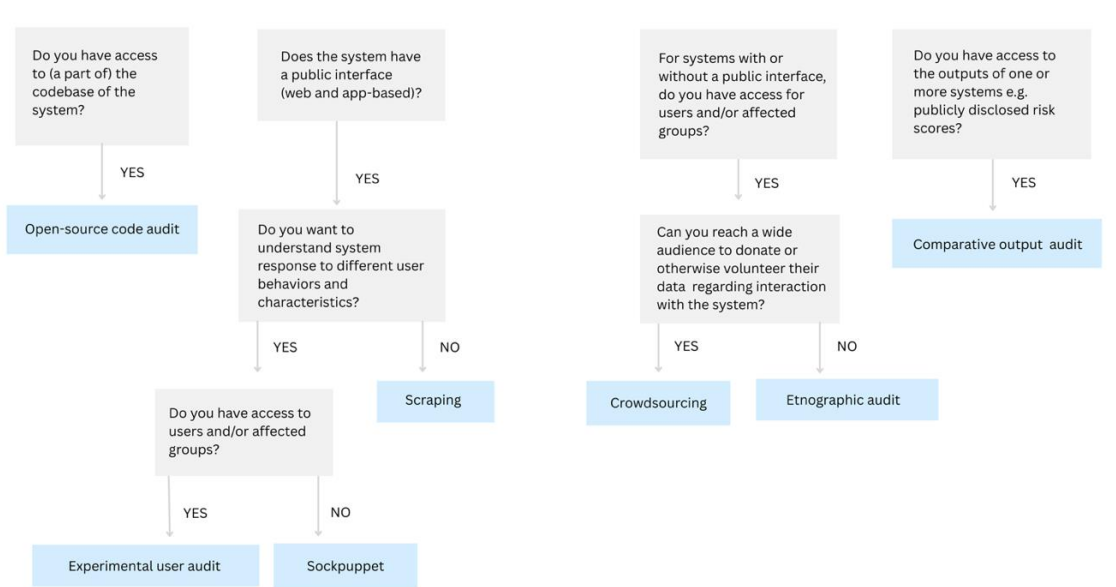 Do you have access
to (a part of) the
codebase of the
system?
YES
Open-source code audit
Does the system have
a public interface
(web and app-based)?
YES
Do you want to
understand system
response to different user
behaviors and
characteristics?
YES
NO
Scraping
Do you have access to
users and/or affected
groups?
YES
NO
Experimental user audit
Sockpuppet
For systems with or
without a public interface,
do you have access for
users and/or affected
groups?
YES
Can you reach a wide
audience to donate or
otherwise volunteer their
data regarding interaction
with the system?
YES
NO
Crowdsourcing
Etnographic audit
Do you have access to
the outputs of one or
more systems e.g.
publicly disclosed risk
scores?
YES
Comparative output audit